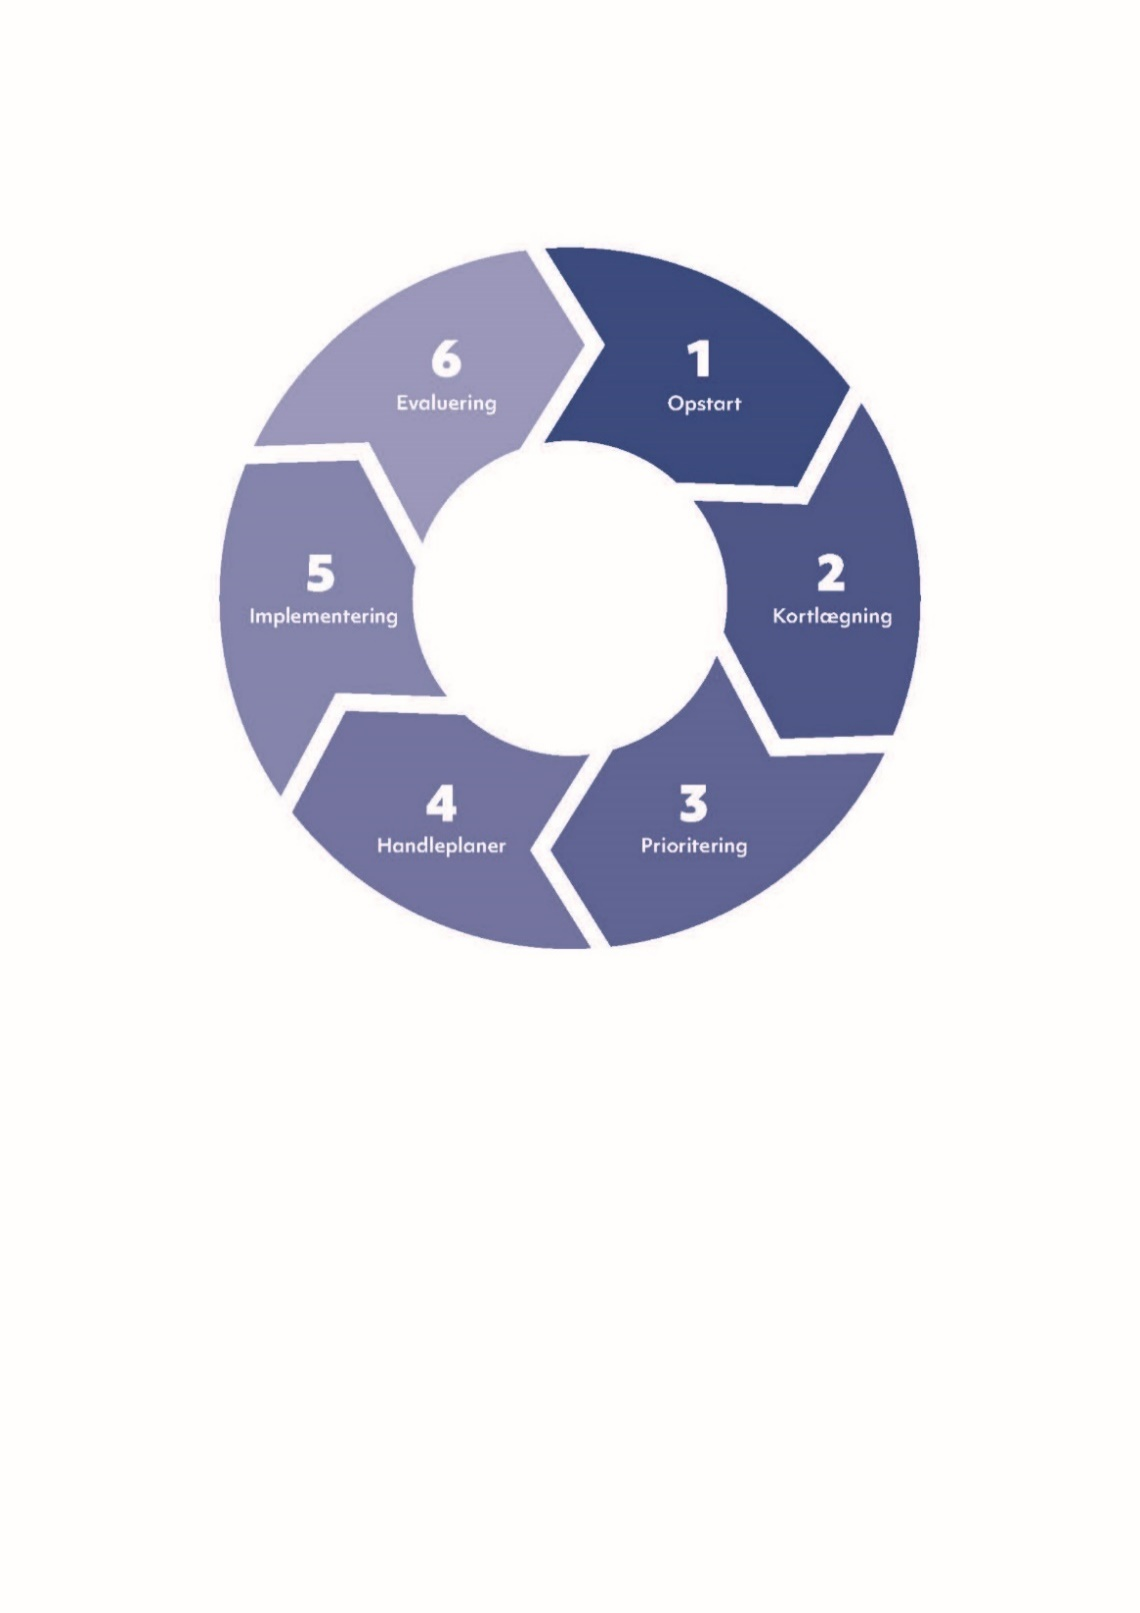 1
Opstart
2
Kortlægning
3
Prioritering
4
Handleplaner
5
Implementering
6
Evaluering